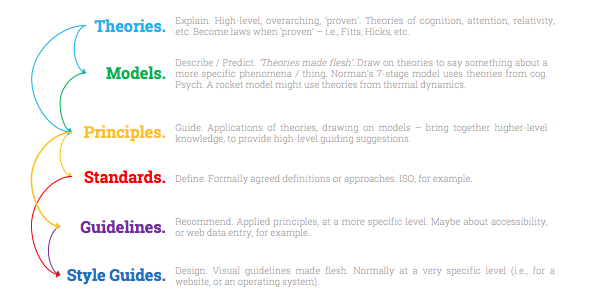 Theories.
Explain. High-level, overarching, 'proven'. Theories of cognition, attention, relativity,
etc. Become laws when 'proven' – i.e., Fitts, Hicks, etc.
Models.
Describe / Predict. 'Theories made flesh'. Draw on theories to say something about a
more specific phenomena / thing. Norman's 7-stage model uses theories from cog.
Psych. A rocket model might use theories from thermal dynamics.
Principles.
Guide. Applications of theories, drawing on models – bring together higher-level
knowledge, to provide high-level guiding suggestions.
Standards.
Define. Formally agreed definitions or approaches. ISO, for example.
Guidelines.
Recommend. Applied principles, at a more specific level. Maybe about accessibility,
or web data entry, for example.
Style Guides.
Design. Visual guidelines made flesh. Normally at a very specific level (i.e., for a
website, or an operating system).